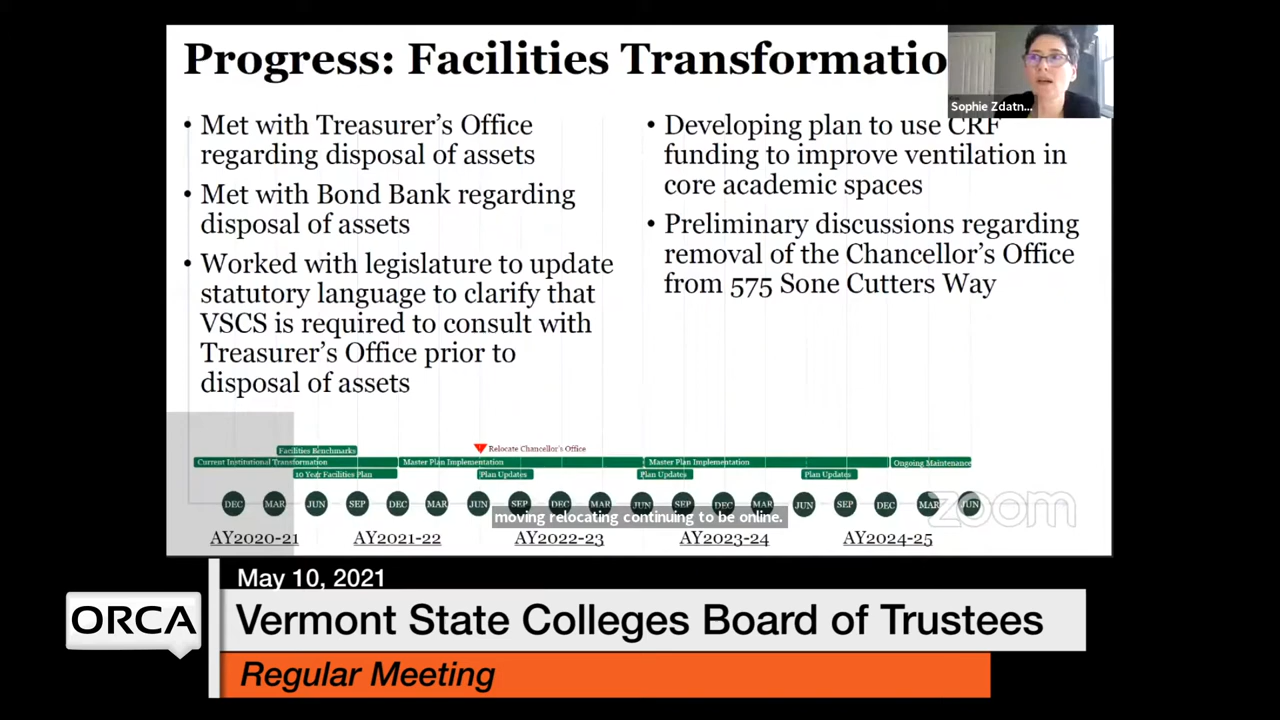 Progress: Facilities Transformatio
Sophie Zdatn...
• Met with Treasurer's Office
regarding disposal of assets
• Met with Bond Bank regarding
disposal of assets
• Worked with legislature to update
statutory language to clarify that
VSCS is required to consult with
Treasurer's Office prior to
disposal of assets
• Developing plan to use CRF
funding to improve ventilation in
core academic spaces
• Preliminary discussions regarding
removal of the Chancellor's Office
from 575 Sone Cutters Way
Relocate Chancellor's Office
Facilities Benchmarks
Current Institutional Transformation
Master Plan Implementation
Master Plan Implementation
Ongoing Maintenance
10 Year Facilities Plan
Plan Updates
Plan Updates
Plan Updates
DEC MAR JUN SEP DEC MAR JUN SEP DEC MAR JUN SEP DEC MAR JUN SEP DEC MAR JUN
zoom
moving relocating continuing to be online.
AY2020-21 AY2021-22 AY2022-23 AY2023-24 AY2024-25
May 10, 2021
ORCA
Vermont State Colleges Board of Trustees
Regular Meeting